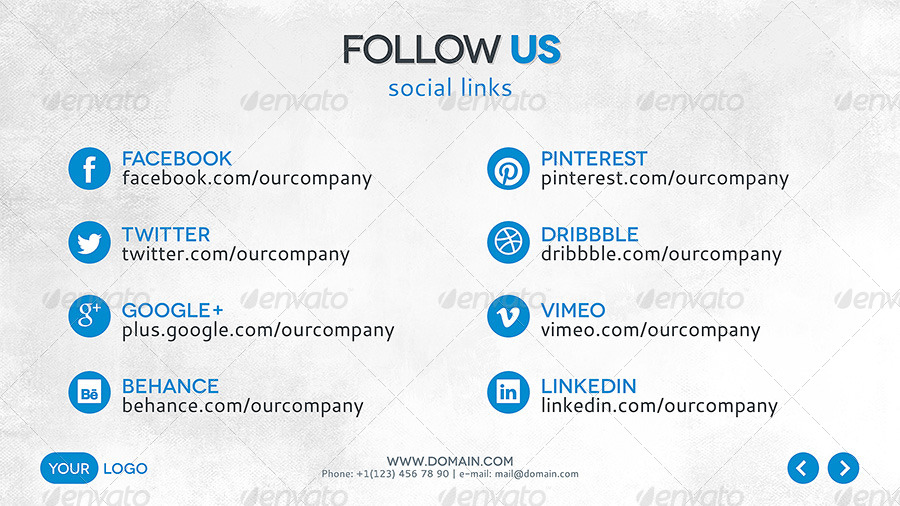 FOLLOW US
social links
FACEBOOK
facebook.com/ourcompany
TWITTER
twitter.com/ourcompany
GOOGLE+
plus.google.com/ourcompany
BEHANCE
behance.com/ourcompany
PINTEREST
pinterest.com/ourcompany
DRIBBBLE
dribbble.com/ourcompany
VIMEO
vimeo.com/ourcompany
LINKEDIN
linkedin.com/ourcompany
YOUR LOGO
WWW.DOMAIN.COM
Phone: +1(123) 456 78 90 | e-mail: mail@domain.com
envato